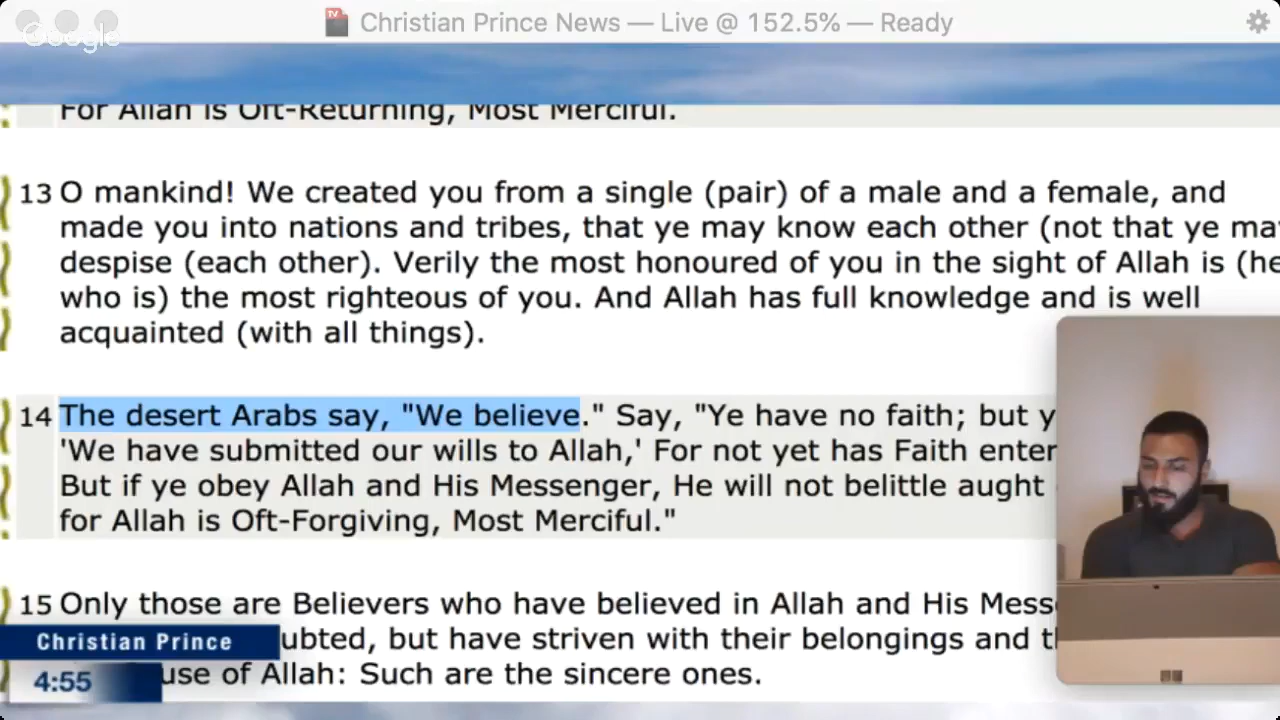 Christian Prince News — Live @ 152.5% — Ready
Google
For Allah is Oft-Returning, Most Merciful.
13 O mankind! We created you from a single (pair) of a male and a female, and
made you into nations and tribes, that ye may know each other (not that ye ma
despise (each other). Verily the most honoured of you in the sight of Allah is (he
who is) the most righteous of you. And Allah has full knowledge and is well
acquainted (with all things).
14 The desert Arabs say, "We believe." Say, "Ye have no faith; but y
'We have submitted our wills to Allah,' For not yet has Faith enter
But if ye obey Allah and His Messenger, He will not belittle aught
for Allah is Oft-Forgiving, Most Merciful."
15 Only those are Believers who have believed in Allah and His Mess
ubted, but have striven with their belongings and th
use of Allah: Such are the sincere ones.
Christian Prince
4:55